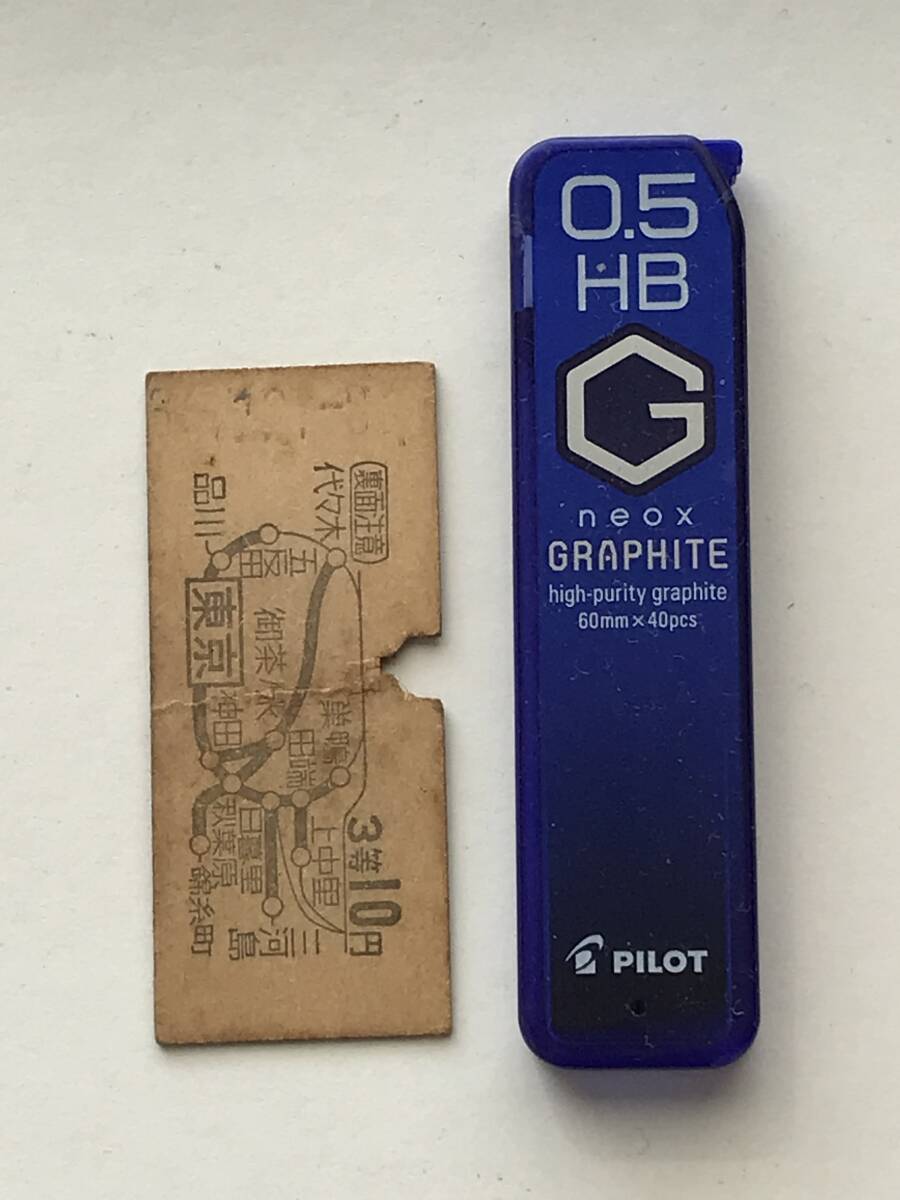 裏面注意
代々木
品川
五反田
東京
御茶ノ水
神田
巣鴨
田端
秋葉原
日暮里
上中里
錦糸町
三河島
3等10円
0.5
HB
G
neox
GRAPHITE
high-purity graphite
60mm×40pcs
PILOT